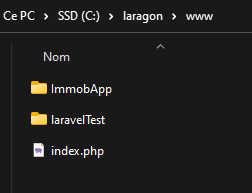 Ce PC > SSD (C:) > laragon > www
Nom
ImmobApp
laravelTest
index.php